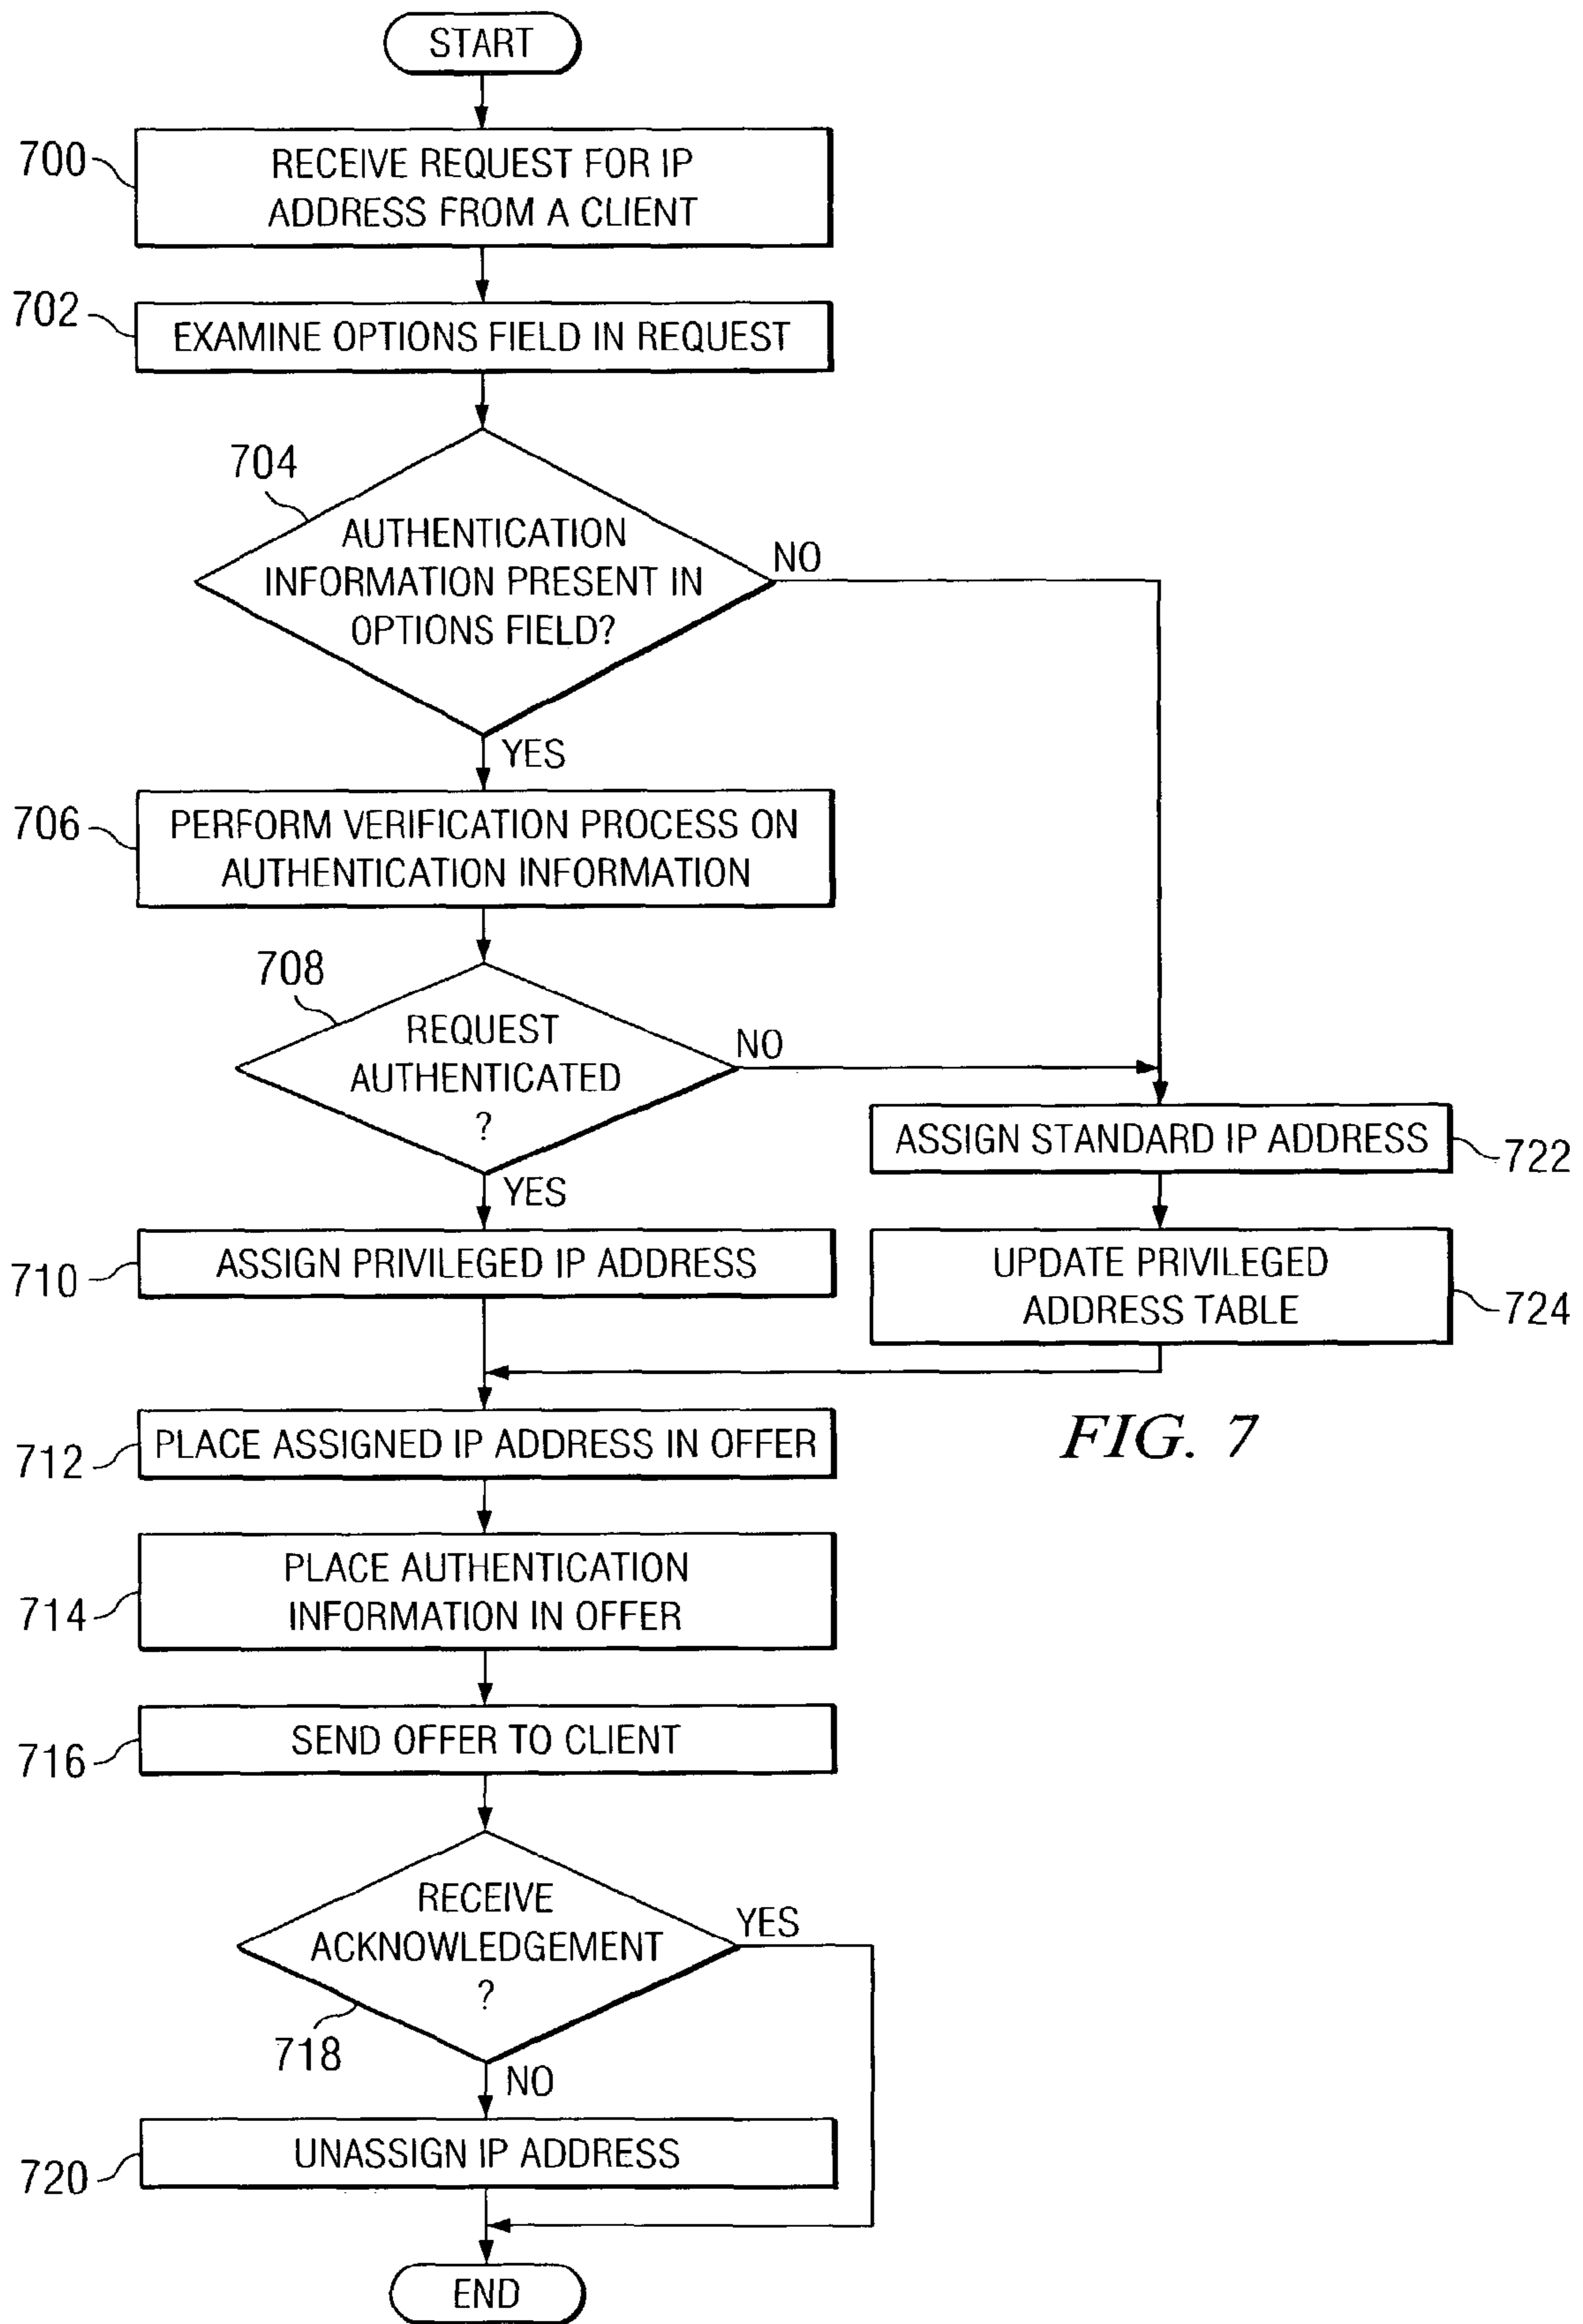 START
700
RECEIVE REQUEST FOR IP
ADDRESS FROM A CLIENT
702
EXAMINE OPTIONS FIELD IN REQUEST
704
AUTHENTICATION
INFORMATION PRESENT IN
OPTIONS FIELD?
NO
YES
706
PERFORM VERIFICATION PROCESS ON
AUTHENTICATION INFORMATION
708
REQUEST
AUTHENTICATED
?
NO
YES
ASSIGN STANDARD IP ADDRESS
722
710
ASSIGN PRIVILEGED IP ADDRESS
UPDATE PRIVILEGED
ADDRESS TABLE
724
712
PLACE ASSIGNED IP ADDRESS IN OFFER
FIG. 7
714
PLACE AUTHENTICATION
INFORMATION IN OFFER
716
SEND OFFER TO CLIENT
RECEIVE
ACKNOWLEDGEMENT
?
YES
718
NO
720
UNASSIGN IP ADDRESS
END